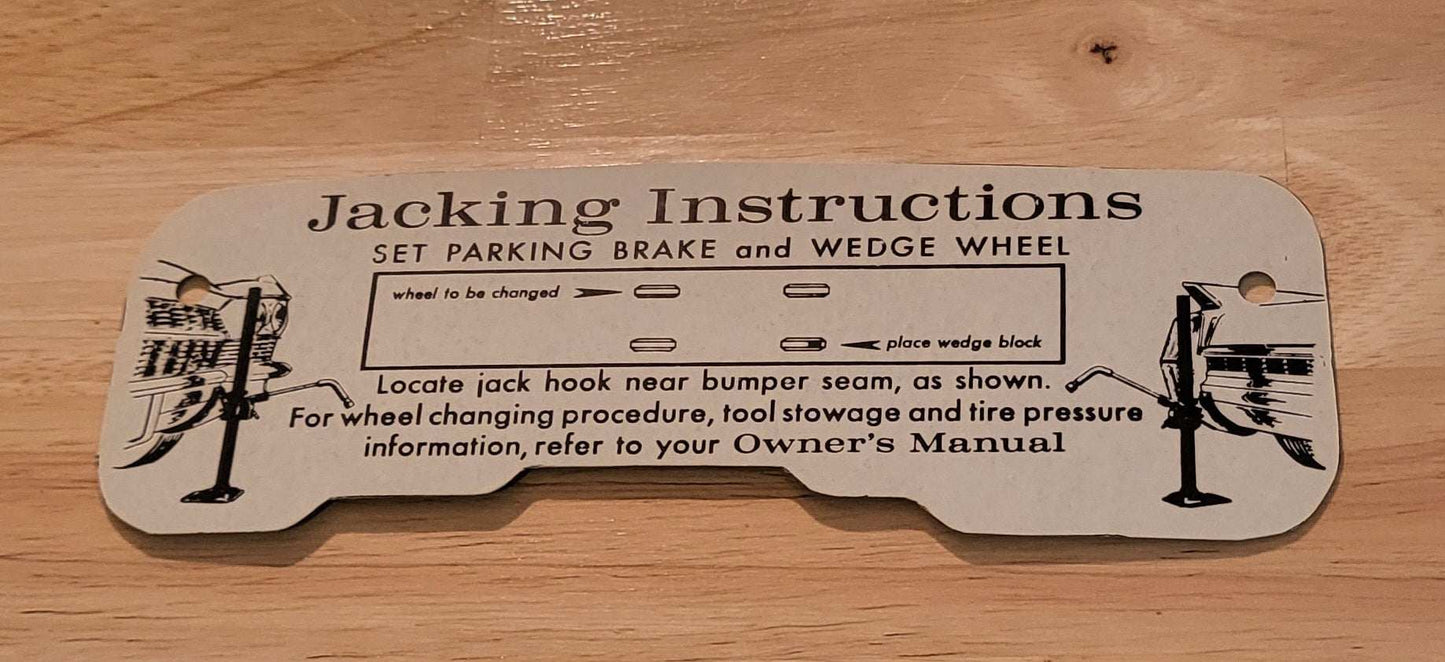 Jacking Instructions
SET PARKING BRAKE and WEDGE WHEEL
wheel to be changed
place wedge block
Locate jack hook near bumper seam, as shown.
For wheel changing procedure, tool stowage and tire pressure
information, refer to your Owner's Manual